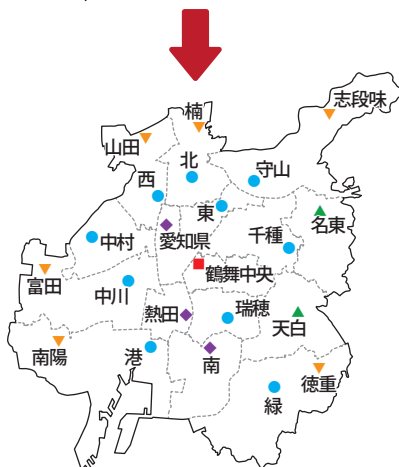 志段味
楠
山田
北
守山
西
東
名東
愛知県
千種
中村
鶴舞中央
富田
中川
瑞穂
熱田
天白
南陽
港
南
徳重
緑